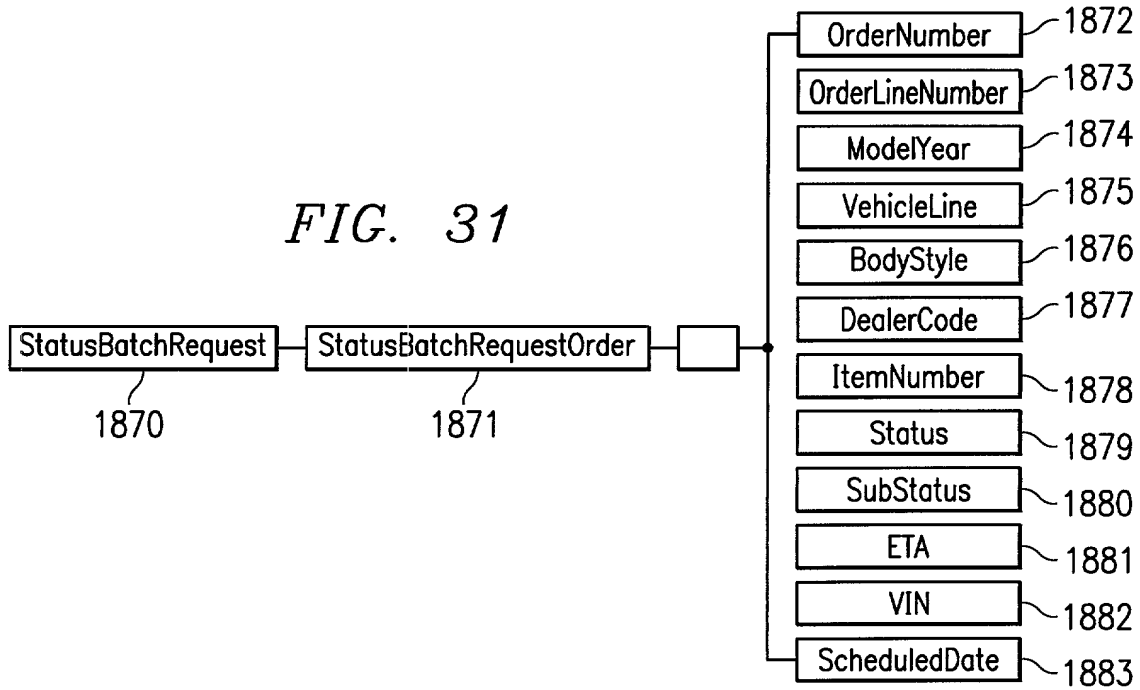 OrderNumber 1872
OrderLineNumber 1873
ModelYear 1874
VehicleLine 1875
FIG. 31
BodyStyle 1876
DealerCode 1877
StatusBatchRequest StatusBatchRequestOrder
ItemNumber 1878
1870 1871
Status 1879
SubStatus 1880
ETA 1881
VIN 1882
ScheduledDate 1883